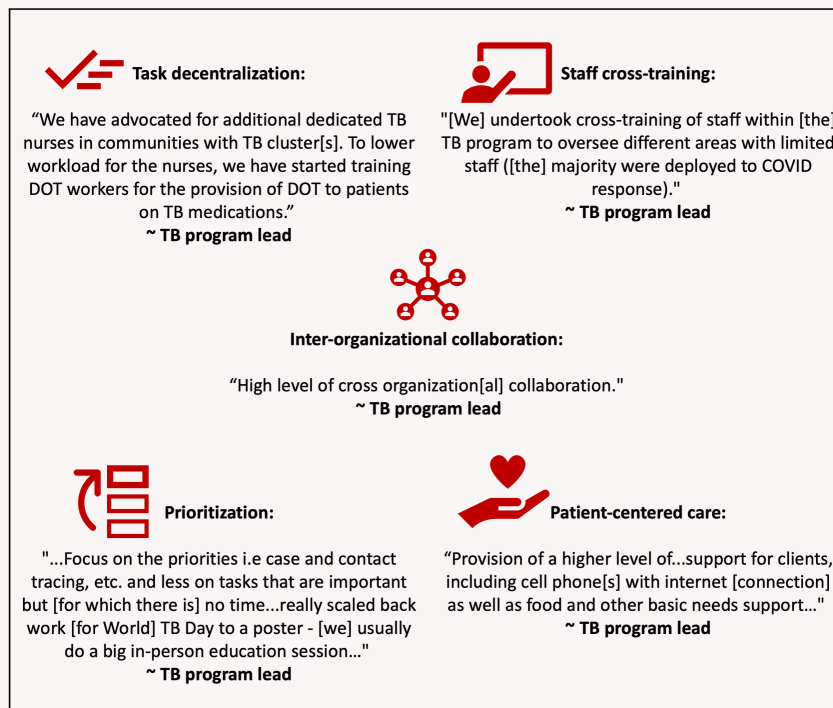 Task decentralization:
“We have advocated for additional dedicated TB
nurses in communities with TB cluster[s]. To lower
workload for the nurses, we have started training
DOT workers for the provision of DOT to patients
on TB medications.”
~ TB program lead
Staff cross-training:
"[We] undertook cross-training of staff within [the]
TB program to oversee different areas with limited
staff ([the] majority were deployed to COVID
response)."
~ TB program lead
Inter-organizational collaboration:
“High level of cross organization[al] collaboration."
~ TB program lead
Prioritization:
"...Focus on the priorities i.e case and contact
tracing, etc. and less on tasks that are important
but [for which there is] no time...really scaled back
work [for World] TB Day to a poster - [we] usually
do a big in-person education session…"
~ TB program lead
Patient-centered care:
“Provision of a higher level of...support for clients,
including cell phone[s] with internet [connection]
as well as food and other basic needs support…"
~ TB program lead